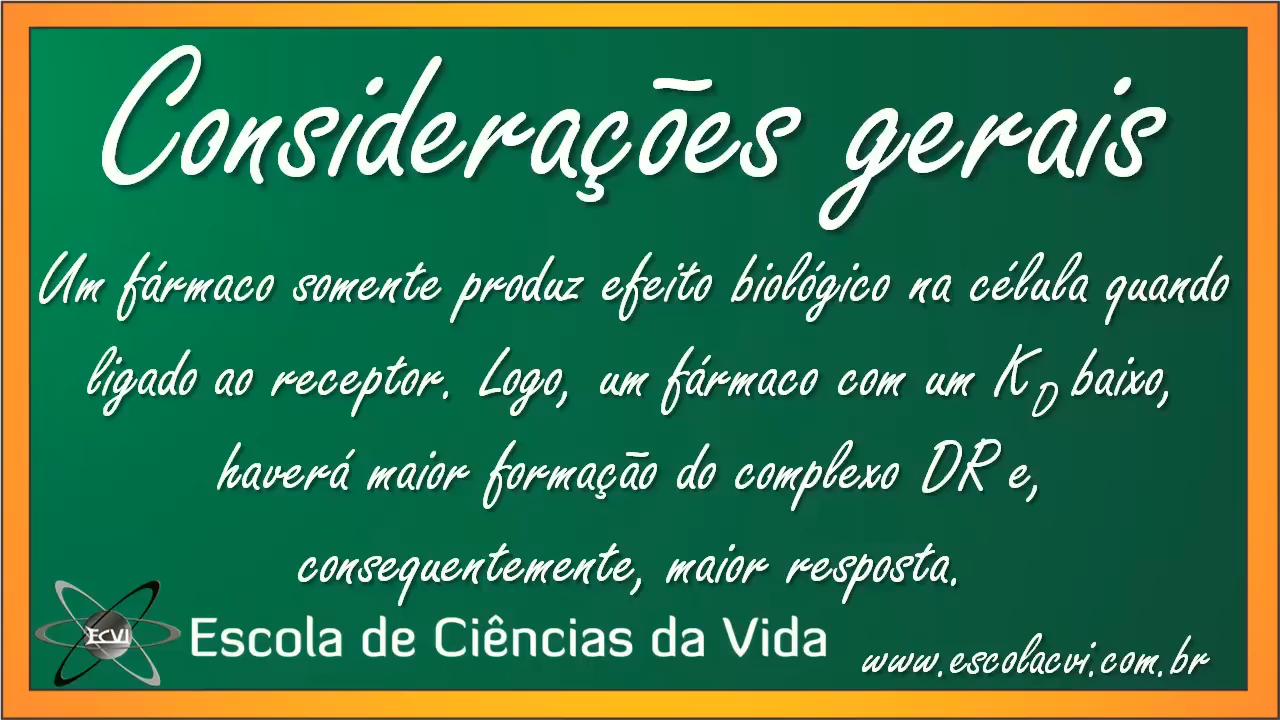 Considerações gerais
Um fármaco somente produz efeito biológico na célula quando
ligado ao receptor. Logo, um fármaco com um KD baixo,
haverá maior formação do complexo DR e,
consequentemente, maior resposta.
ECVI
Escola de Ciências da Vida
www.escolacvi.com.br